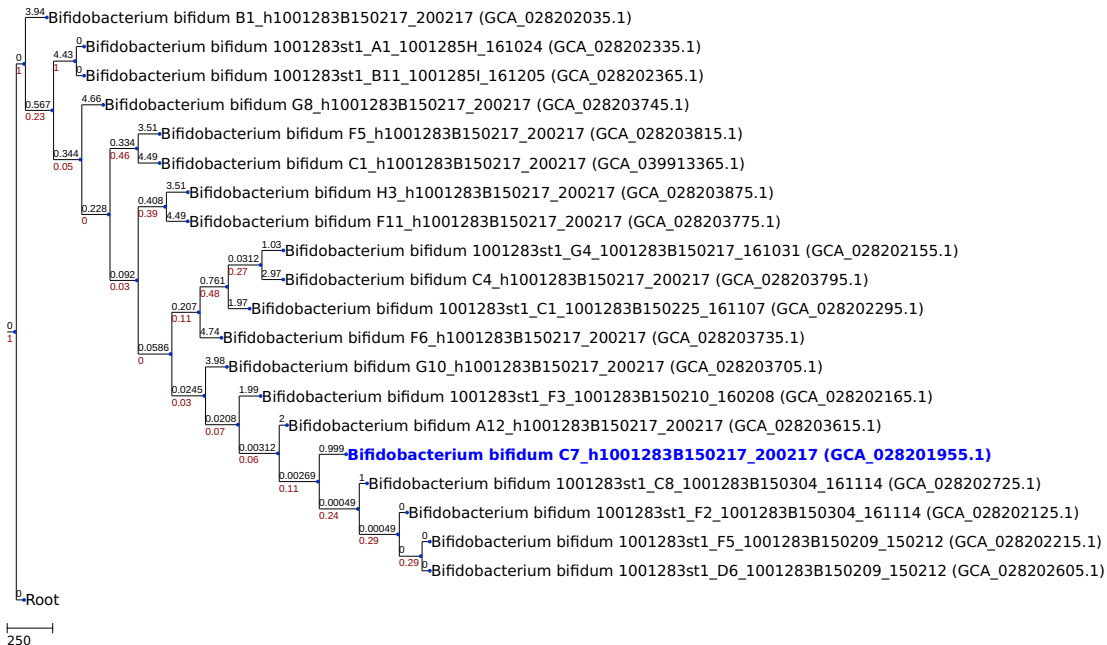 3.94 Bifidobacterium bifidum B1_h1001283B150217_200217 (GCA_028202035.1)
0
1
4.43
1
0 Bifidobacterium bifidum 1001283st1_A1_1001285H_161024 (GCA_028202335.1)
0 Bifidobacterium bifidum 1001283st1_B11_1001285I_161205 (GCA_028202365.1)
0.567
0.23
4.66 Bifidobacterium bifidum G8_h1001283B150217_200217 (GCA_028203745.1)
3.51 Bifidobacterium bifidum F5_h1001283B150217_200217 (GCA_028203815.1)
0.334
0.46
0.344
0.05
4.49 Bifidobacterium bifidum C1_h1001283B150217_200217 (GCA_039913365.1)
3.51 Bifidobacterium bifidum H3_h1001283B150217_200217 (GCA_028203875.1)
0.408
0.39
0.228
0
4.49 Bifidobacterium bifidum F11_h1001283B150217_200217 (GCA_028203775.1)
1.03 Bifidobacterium bifidum 1001283st1_G4_1001283B150217_161031 (GCA_028202155.1)
0.0312
0.27
0.092
0.03
2.97 Bifidobacterium bifidum C4_h1001283B150217_200217 (GCA_028203795.1)
0.761
0.48
1.97 Bifidobacterium bifidum 1001283st1_C1_1001283B150225_161107 (GCA_028202295.1)
0.207
0.11
0
1
4.74 Bifidobacterium bifidum F6_h1001283B150217_200217 (GCA_028203735.1)
0.0586
0
3.98 Bifidobacterium bifidum G10_h1001283B150217_200217 (GCA_028203705.1)
0.0245
0.03
1.99 Bifidobacterium bifidum 1001283st1_F3_1001283B150210_160208 (GCA_028202165.1)
0.0208
0.07
2 Bifidobacterium bifidum A12_h1001283B150217_200217 (GCA_028203615.1)
0.00312
0.06
0.999 Bifidobacterium bifidum C7_h1001283B150217_200217 (GCA_028201955.1)
0.00269
0.11
1 Bifidobacterium bifidum 1001283st1_C8_1001283B150304_161114 (GCA_028202725.1)
0.00049
0.24
0 Bifidobacterium bifidum 1001283st1_F2_1001283B150304_161114 (GCA_028202125.1)
0.00049
0.29
0 Bifidobacterium bifidum 1001283st1_F5_1001283B150209_150212 (GCA_028202215.1)
0
0.29
0 Bifidobacterium bifidum 1001283st1_D6_1001283B150209_150212 (GCA_028202605.1)
0 Root
250